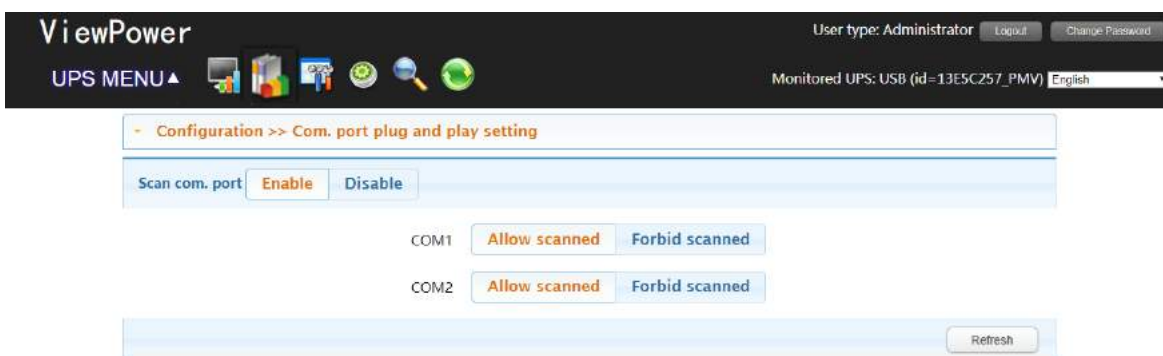 ViewPower
User type: Administrator Logout Change Password
UPS MENU▲
Monitored UPS: USB (id=13E5C257_PMV) English
- Configuration >> Com. port plug and play setting
Scan com. port Enable Disable
COM1 Allow scanned Forbid scanned
COM2 Allow scanned Forbid scanned
Refresh